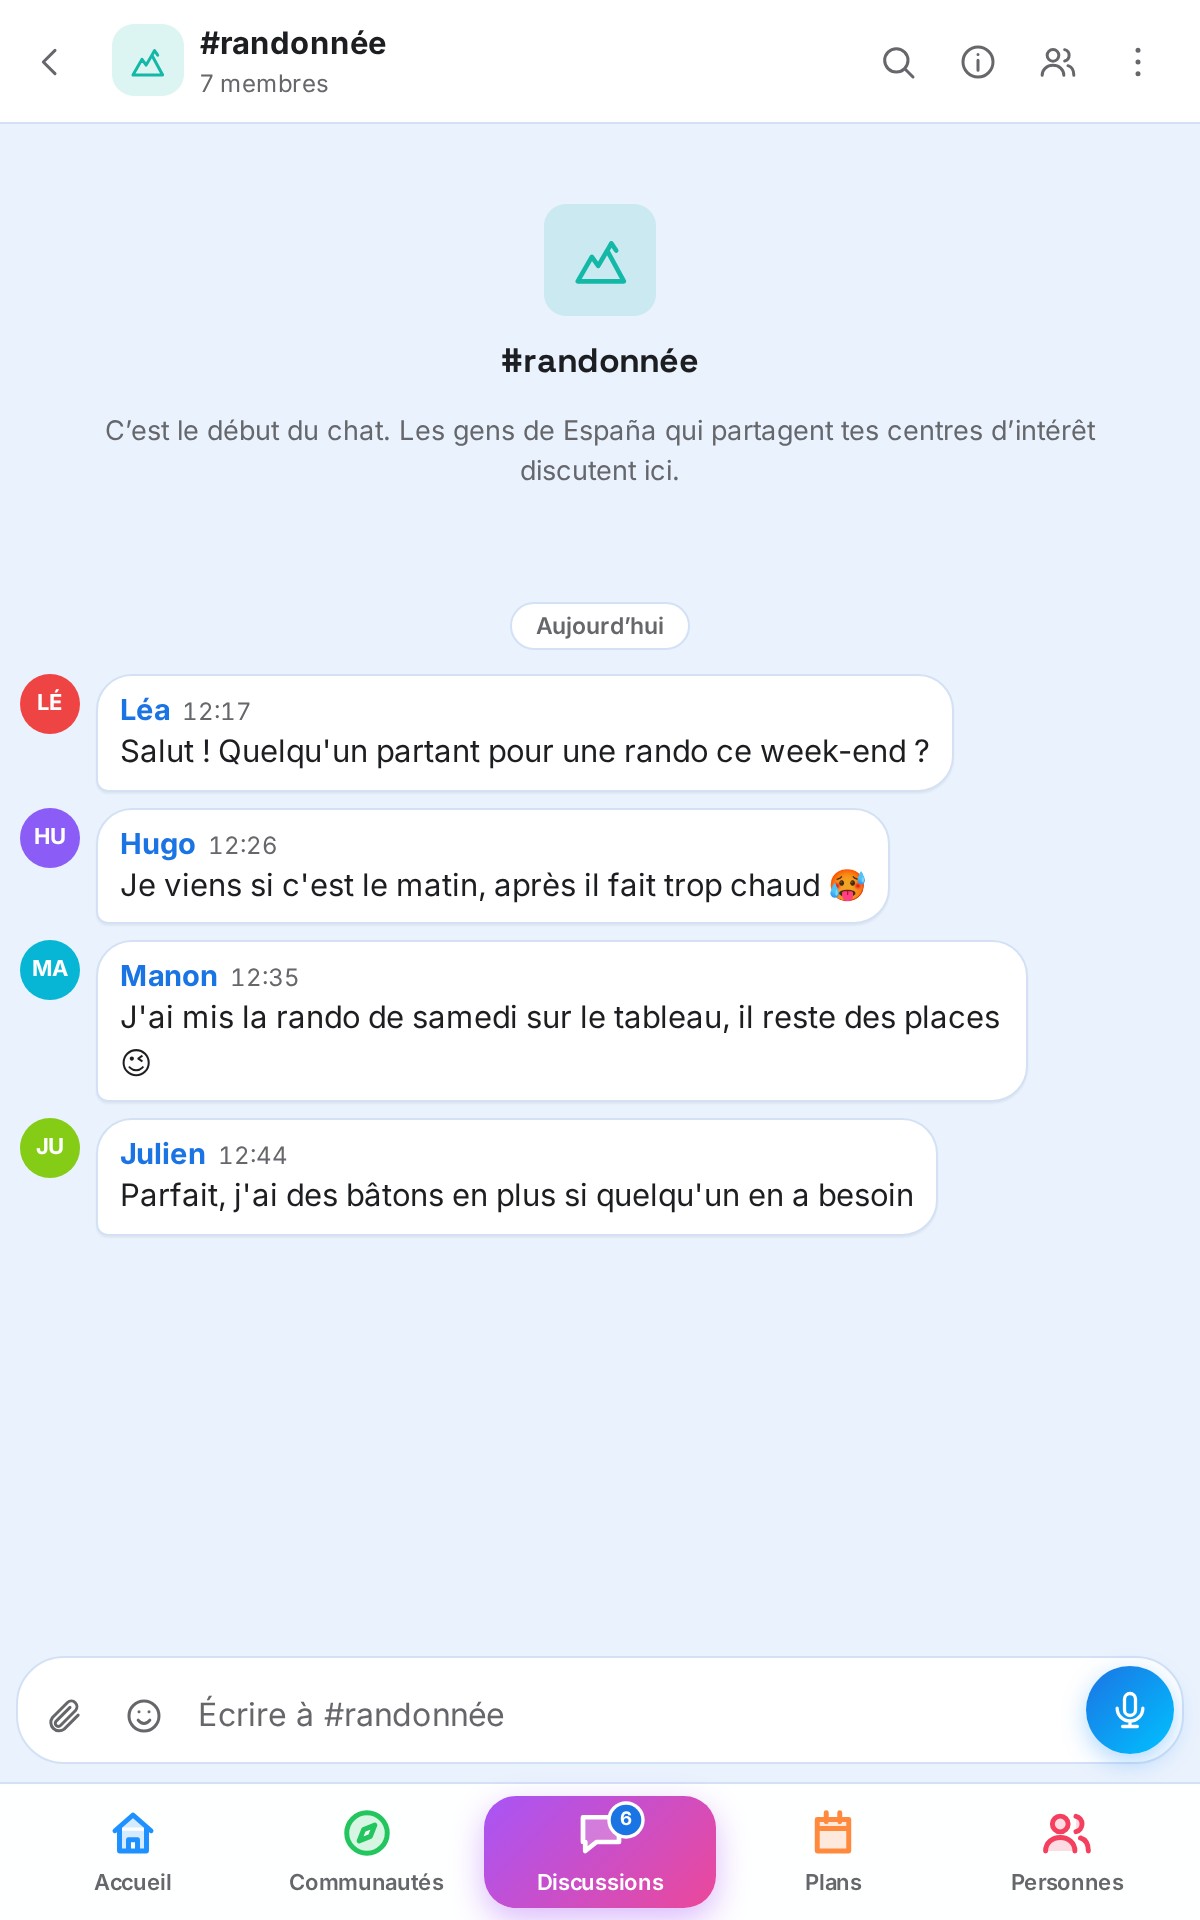 #randonnée
7 membres
#randonnée
C’est le début du chat. Les gens de España qui partagent tes centres d’intérêt
discutent ici.
Aujourd’hui
LÉ
Léa 12:17
Salut ! Quelqu'un partant pour une rando ce week-end ?
HU
Hugo 12:26
Je viens si c'est le matin, après il fait trop chaud 🥵
MA
Manon 12:35
J'ai mis la rando de samedi sur le tableau, il reste des places
😉
JU
Julien 12:44
Parfait, j'ai des bâtons en plus si quelqu'un en a besoin
Écrire à #randonnée
6
Accueil
Communautés
Discussions
Plans
Personnes